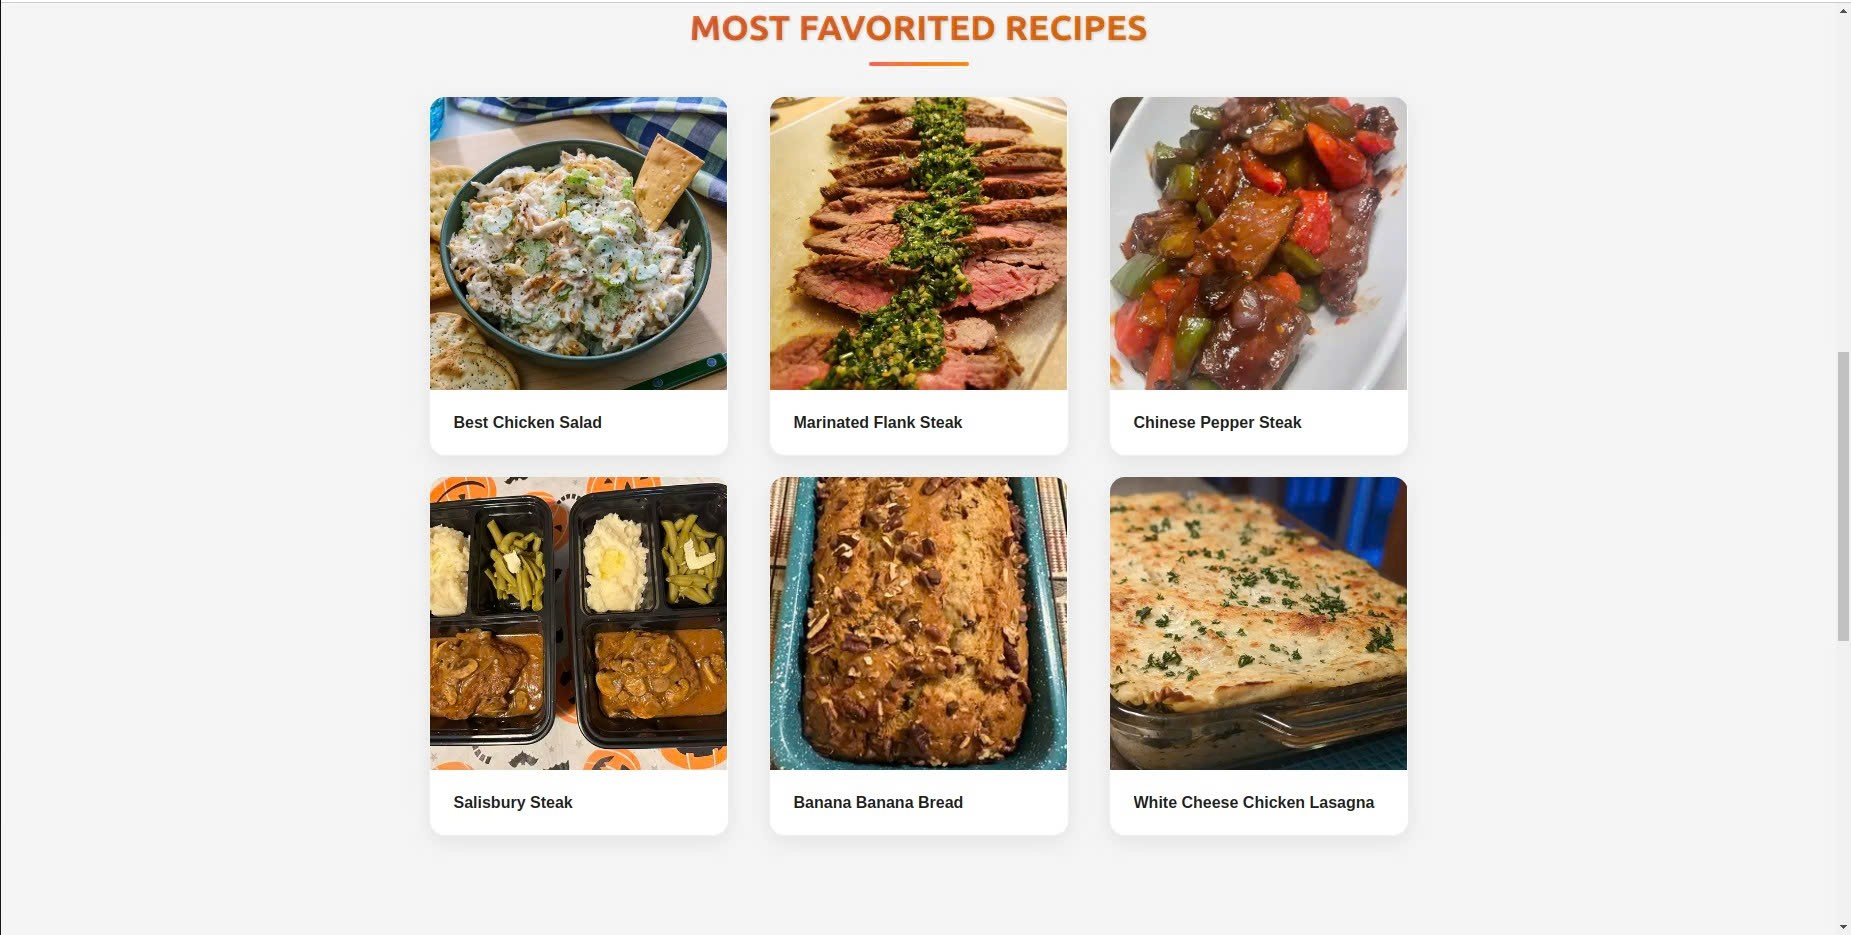 MOST FAVORITED RECIPES
Best Chicken Salad
Marinated Flank Steak
Chinese Pepper Steak
Salisbury Steak
Banana Banana Bread
White Cheese Chicken Lasagna